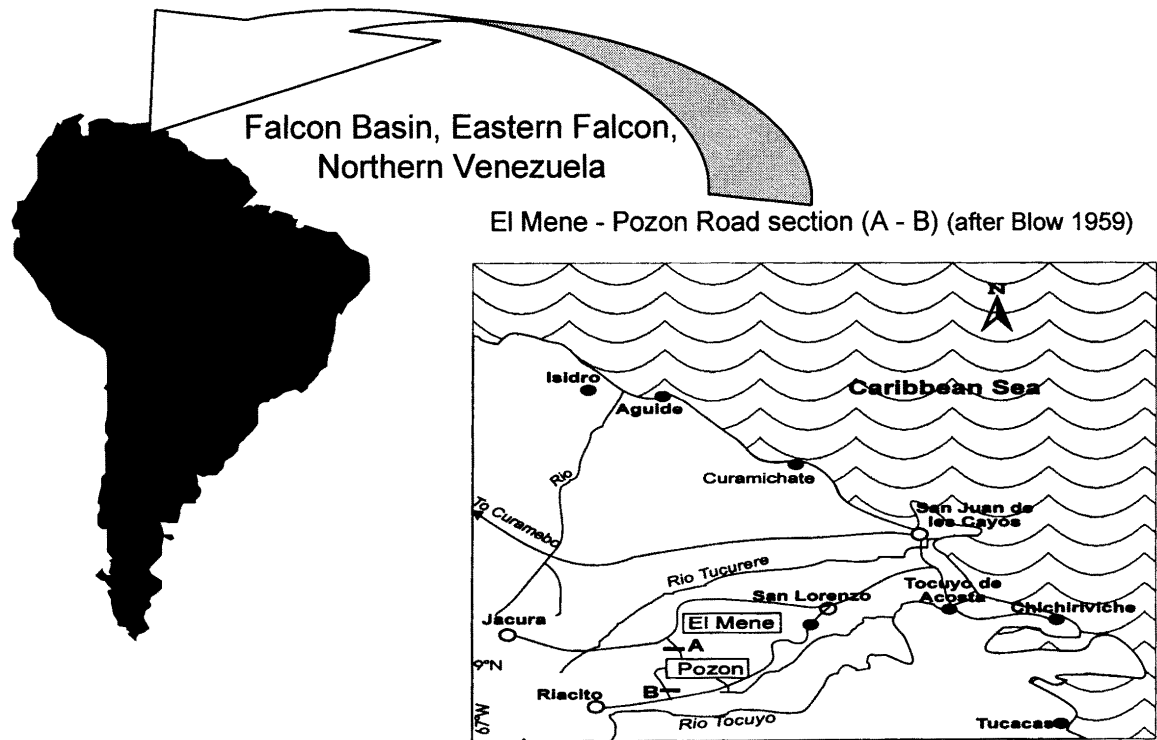 Falcon Basin, Eastern Falcon,
Northern Venezuela
El Mene - Pozon Road section (A - B) (after Blow 1959)
N
Isidro
Caribbean Sea
Aguide
Rio
Curamichate
San Juan de
les Cayos
To Curamebo
Rio Tucurere
San Lorenzo
Tocuyo de
Acosta
Chichiriviche
Jacura
El Mene
A
9°N
Pozon
B
Riacito
67°W
Rio Tocuyo
Tucacas